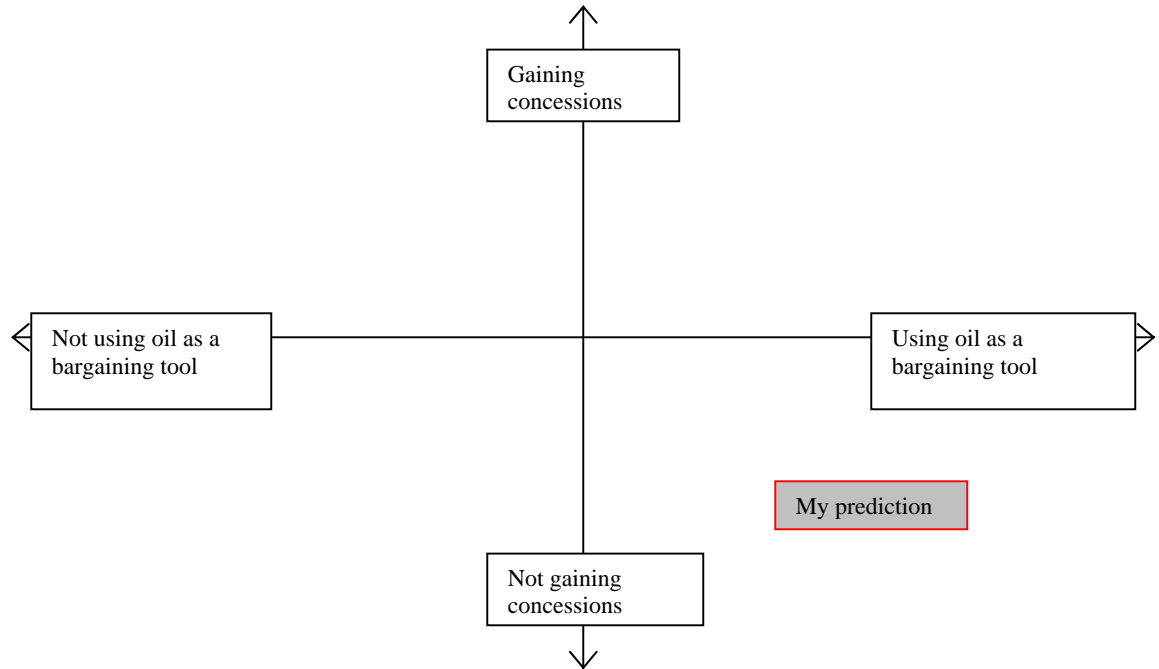 Gaining
concessions
Not using oil as a
bargaining tool
Using oil as a
bargaining tool
My prediction
Not gaining
concessions